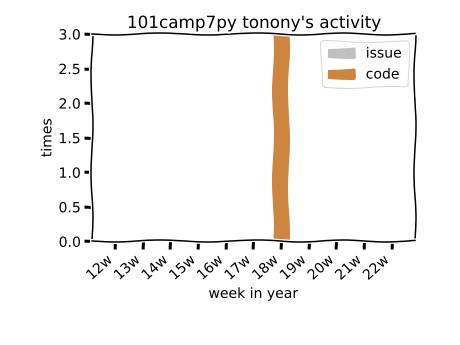 101camp7py tonony's activity
3.0
2.5
2.0
1.5
1.0
0.5
0.0
times
issue
code
12w 13w 14w 15w 16w 17w 18w 19w 20w 21w 22w
week in year